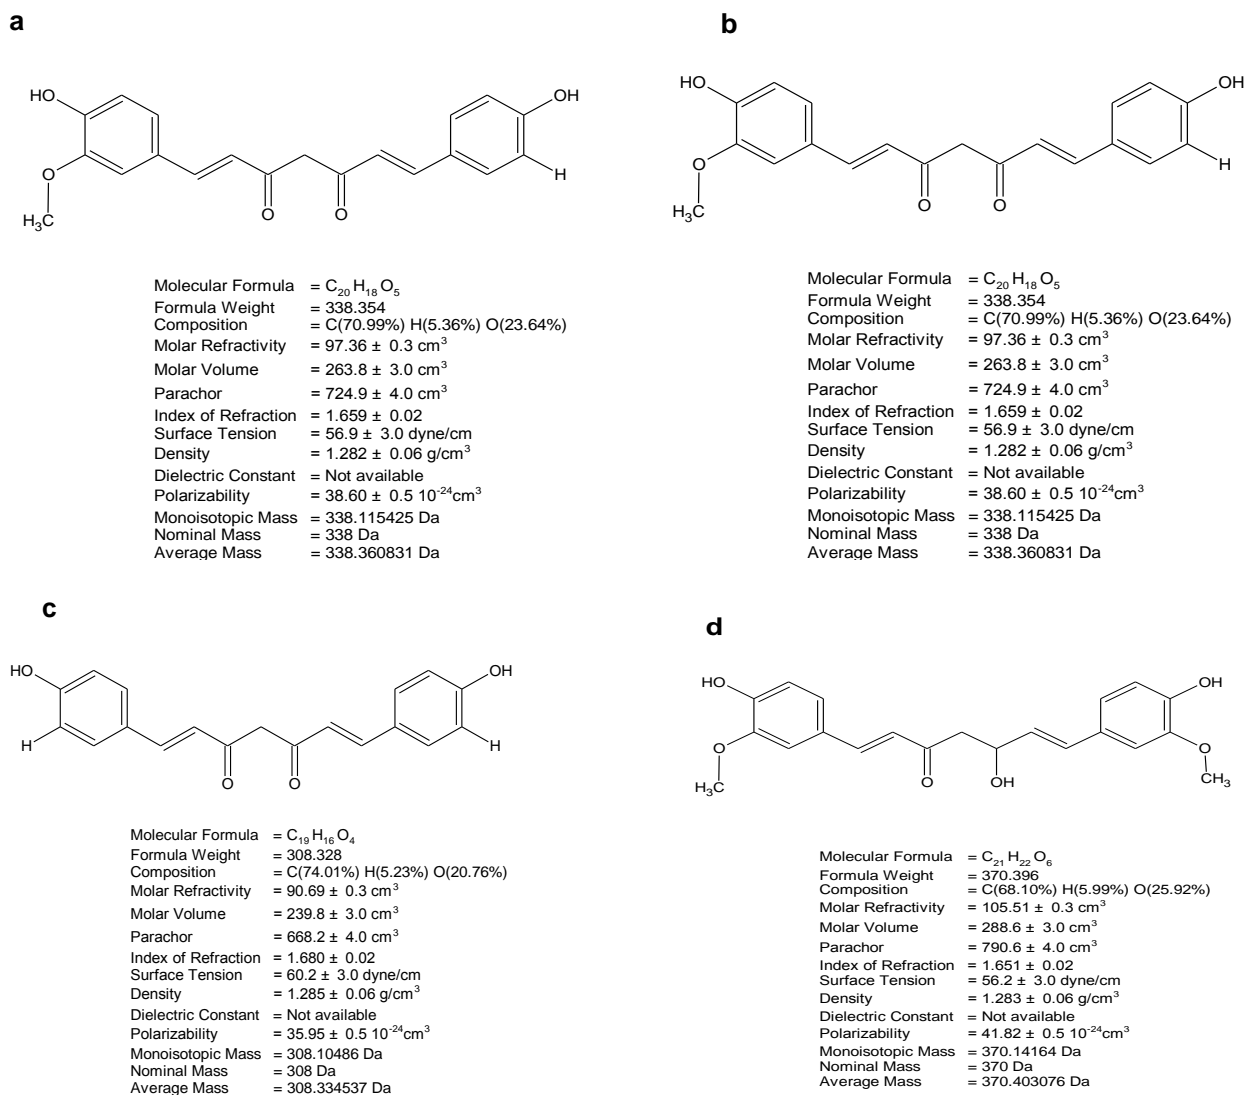 a
HO
OH
O
H
H3C
O
O
Molecular Formula = C20H18O5
Formula Weight = 338.354
Composition = C(70.99%) H(5.36%) O(23.64%)
Molar Refractivity = 97.36 ± 0.3 cm3
Molar Volume = 263.8 ± 3.0 cm3
Parachor = 724.9 ± 4.0 cm3
Index of Refraction = 1.659 ± 0.02
Surface Tension = 56.9 ± 3.0 dyne/cm
Density = 1.282 ± 0.06 g/cm3
Dielectric Constant = Not available
Polarizability = 38.60 ± 0.5 10-24cm3
Monoisotopic Mass = 338.115425 Da
Nominal Mass = 338 Da
Average Mass = 338.360831 Da
b
HO
OH
O
H
H3C
O
O
Molecular Formula = C20H18O5
Formula Weight = 338.354
Composition = C(70.99%) H(5.36%) O(23.64%)
Molar Refractivity = 97.36 ± 0.3 cm3
Molar Volume = 263.8 ± 3.0 cm3
Parachor = 724.9 ± 4.0 cm3
Index of Refraction = 1.659 ± 0.02
Surface Tension = 56.9 ± 3.0 dyne/cm
Density = 1.282 ± 0.06 g/cm3
Dielectric Constant = Not available
Polarizability = 38.60 ± 0.5 10-24cm3
Monoisotopic Mass = 338.115425 Da
Nominal Mass = 338 Da
Average Mass = 338.360831 Da
c
HO
OH
H
H
O
O
Molecular Formula = C19H16O4
Formula Weight = 308.328
Composition = C(74.01%) H(5.23%) O(20.76%)
Molar Refractivity = 90.69 ± 0.3 cm3
Molar Volume = 239.8 ± 3.0 cm3
Parachor = 668.2 ± 4.0 cm3
Index of Refraction = 1.680 ± 0.02
Surface Tension = 60.2 ± 3.0 dyne/cm
Density = 1.285 ± 0.06 g/cm3
Dielectric Constant = Not available
Polarizability = 35.95 ± 0.5 10-24cm3
Monoisotopic Mass = 308.10486 Da
Nominal Mass = 308 Da
Average Mass = 308.334537 Da
d
HO
OH
O
O
H3C
O
OH
CH3
Molecular Formula = C21H22O6
Formula Weight = 370.396
Composition = C(68.10%) H(5.99%) O(25.92%)
Molar Refractivity = 105.51 ± 0.3 cm3
Molar Volume = 288.6 ± 3.0 cm3
Parachor = 790.6 ± 4.0 cm3
Index of Refraction = 1.651 ± 0.02
Surface Tension = 56.2 ± 3.0 dyne/cm
Density = 1.283 ± 0.06 g/cm3
Dielectric Constant = Not available
Polarizability = 41.82 ± 0.5 10-24cm3
Monoisotopic Mass = 370.14164 Da
Nominal Mass = 370 Da
Average Mass = 370.403076 Da